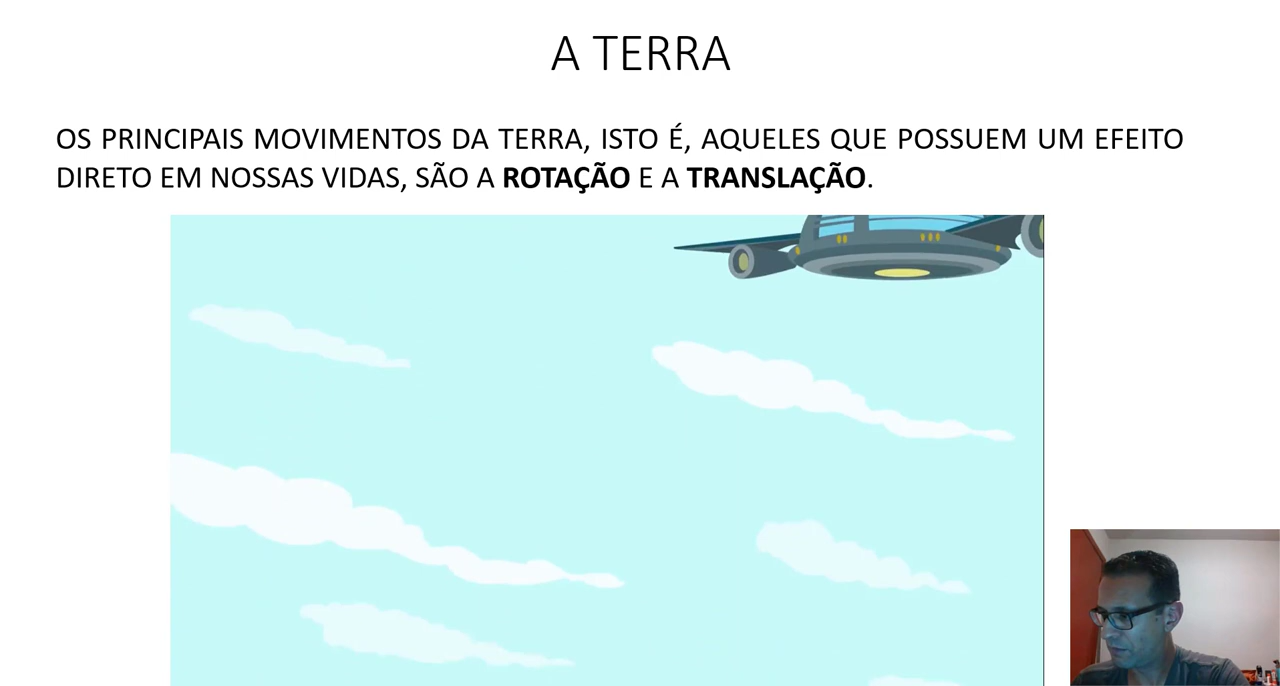 A TERRA
OS PRINCIPAIS MOVIMENTOS DA TERRA, ISTO É, AQUELES QUE POSSUEM UM EFEITO
DIRETO EM NOSSAS VIDAS, SÃO A ROTAÇÃO E A TRANSLAÇÃO.